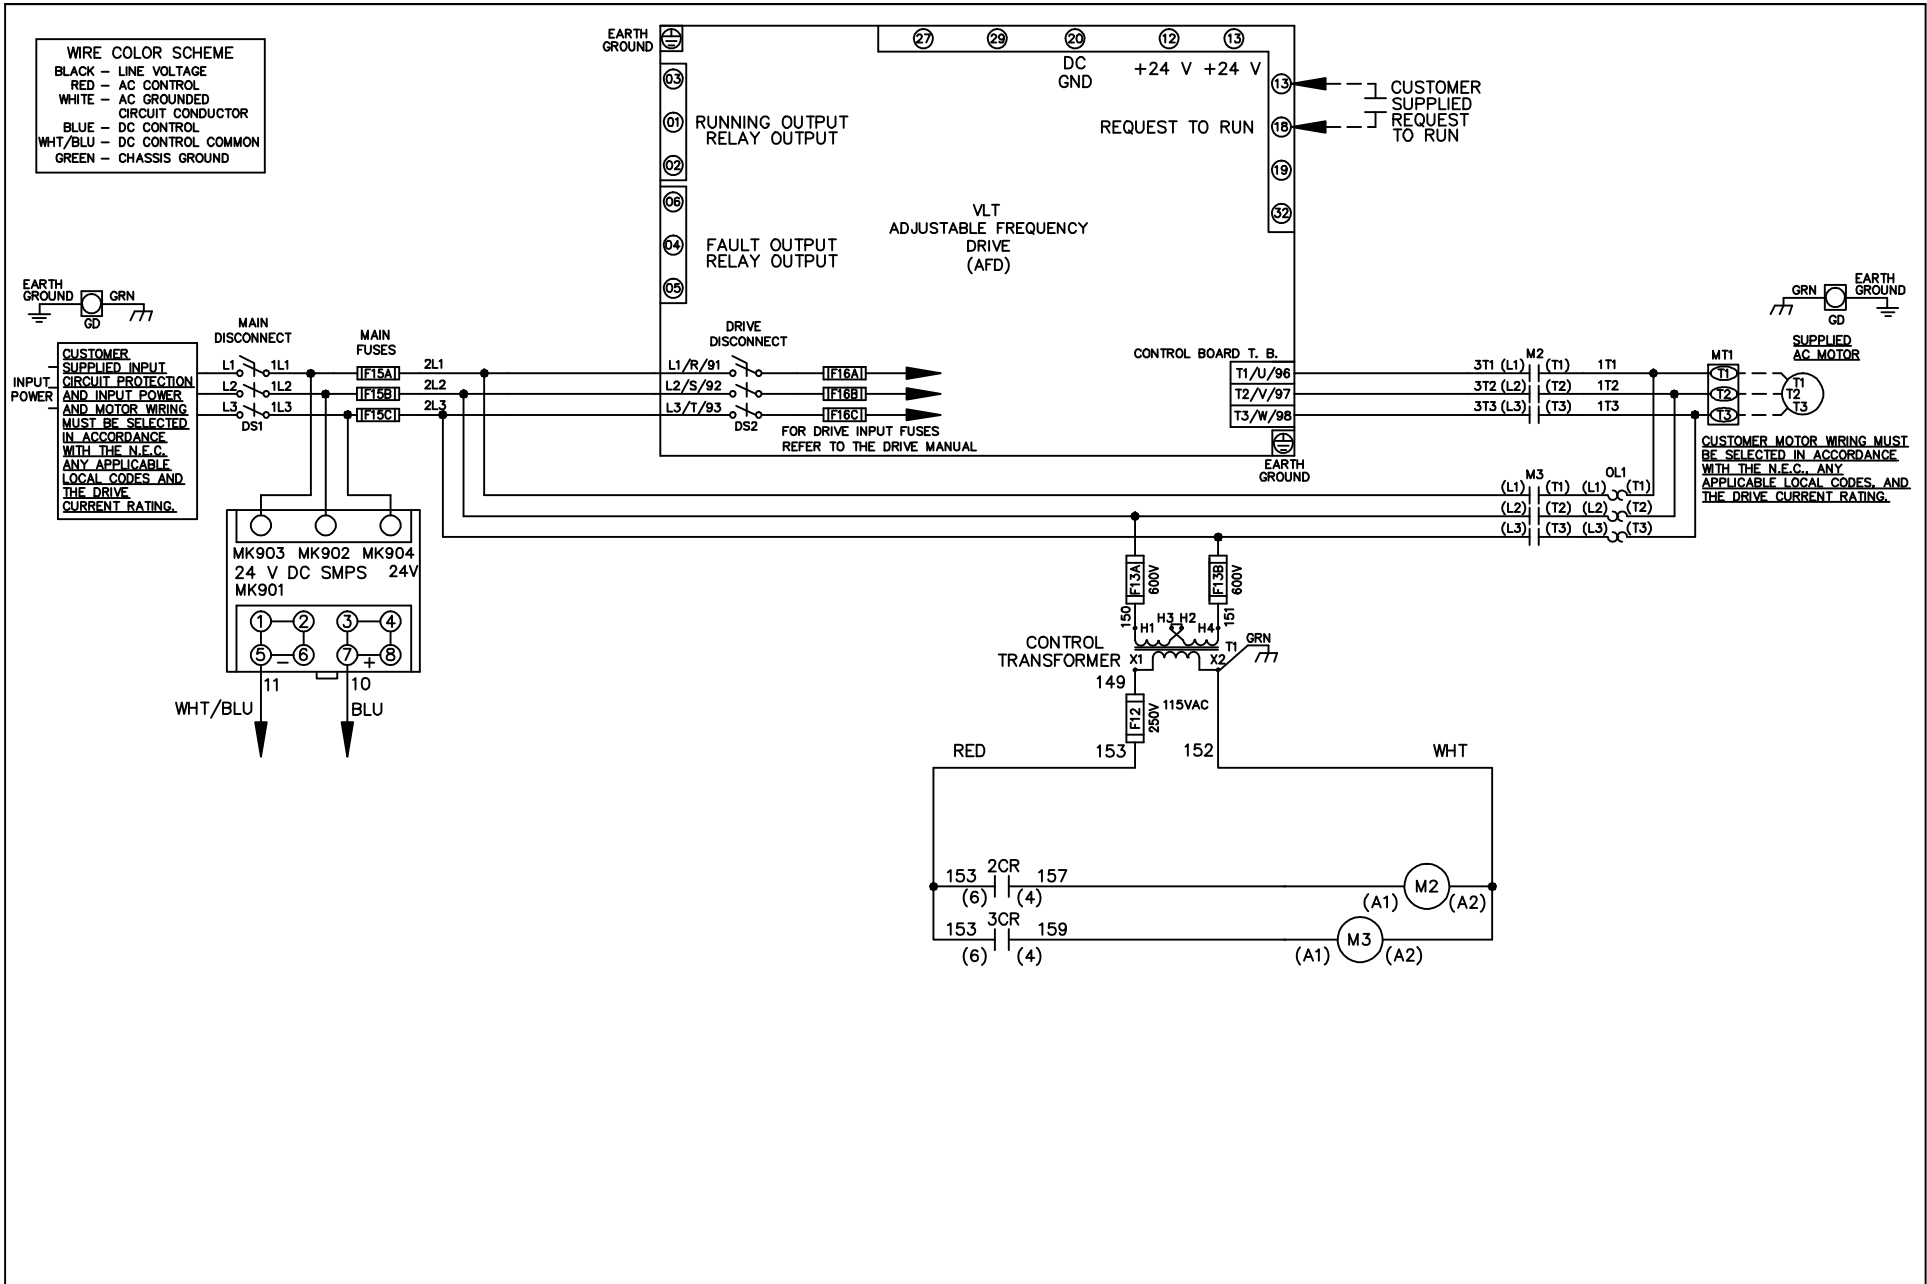 WIRE COLOR SCHEME
BLACK – LINE VOLTAGE
RED – AC CONTROL
WHITE – AC GROUNDED
CIRCUIT CONDUCTOR
BLUE – DC CONTROL
WHT/BLU – DC CONTROL COMMON
GREEN – CHASSIS GROUND
EARTH
GROUND
03
01
02
RUNNING OUTPUT
RELAY OUTPUT
06
04
05
FAULT OUTPUT
RELAY OUTPUT
27 29 20 12 13
DC
GND
+24 V +24 V
13
REQUEST TO RUN 18
19
32
CUSTOMER
SUPPLIED
REQUEST
TO RUN
VLT
ADJUSTABLE FREQUENCY
DRIVE
(AFD)
EARTH
GROUND
GRN
GD
INPUT
POWER
CUSTOMER
SUPPLIED INPUT
CIRCUIT PROTECTION
AND INPUT POWER
AND MOTOR WIRING
MUST BE SELECTED
IN ACCORDANCE
WITH THE N.E.C.
ANY APPLICABLE
LOCAL CODES AND
THE DRIVE
CURRENT RATING.
MAIN
DISCONNECT
L1 1L1
L2 1L2
L3 1L3
DS1
MAIN
FUSES
F15A 2L1
F15B 2L2
F15C 2L3
DRIVE
DISCONNECT
L1/R/91 F16A
L2/S/92 F16B
L3/T/93 F16C
DS2
FOR DRIVE INPUT FUSES
REFER TO THE DRIVE MANUAL
CONTROL BOARD T. B.
T1/U/96
T2/V/97
T3/W/98
EARTH
GROUND
M2
3T1 (L1) (T1) 1T1
3T2 (L2) (T2) 1T2
3T3 (L3) (T3) 1T3
MT1
T1
T2
T3
T1
T2
T3
GRN
GD
EARTH
GROUND
SUPPLIED
AC MOTOR
CUSTOMER MOTOR WIRING MUST
BE SELECTED IN ACCORDANCE
WITH THE N.E.C., ANY
APPLICABLE LOCAL CODES, AND
THE DRIVE CURRENT RATING.
M3 OL1
(L1) (T1) (L1) (T1)
(L2) (T2) (L2) (T2)
(L3) (T3) (L3) (T3)
MK903 MK902 MK904
24 V DC SMPS 24V
MK901
1 2 3 4
5 – 6 7 + 8
11 10
WHT/BLU BLU
F13A
600V
F13B
600V
150
151
H1 H3 H2 H4
CONTROL
TRANSFORMER
X1 X2 T1 GRN
149
F12
250V
115VAC
RED 153 152 WHT
2CR
153 157
(6) (4)
M2
(A1) (A2)
3CR
153 159
(6) (4)
M3
(A1) (A2)